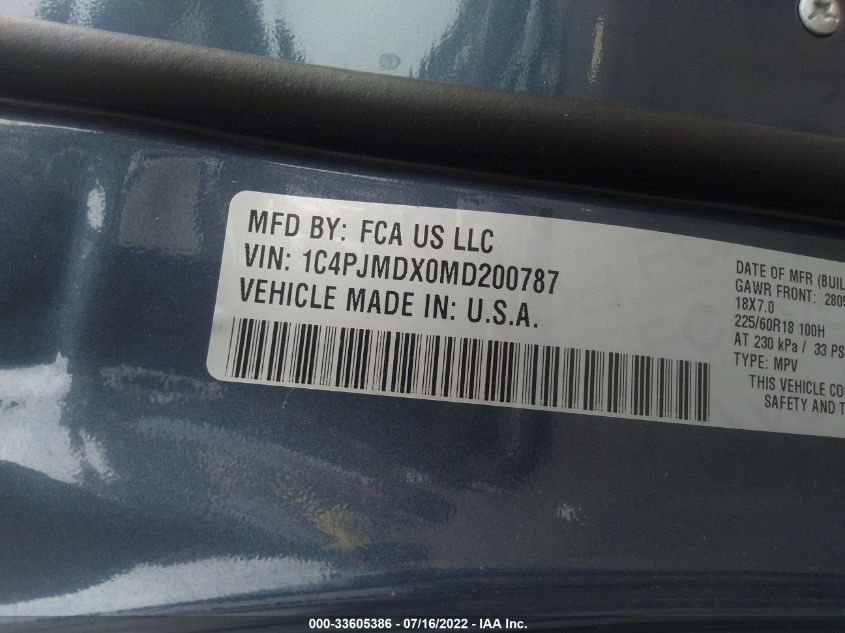 MFD BY: FCA US LLC
VIN: 1C4PJMDX0MD200787
VEHICLE MADE IN: U.S.A.
DATE OF MFR (BUIL
GAWR FRONT: 280
18X7.0
225/60R18 100H
AT 230 kPa / 33 PS
TYPE: MPV
THIS VEHICLE CO
SAFETY AND T
000-33605386 / 07/16/2022 - IAA Inc.